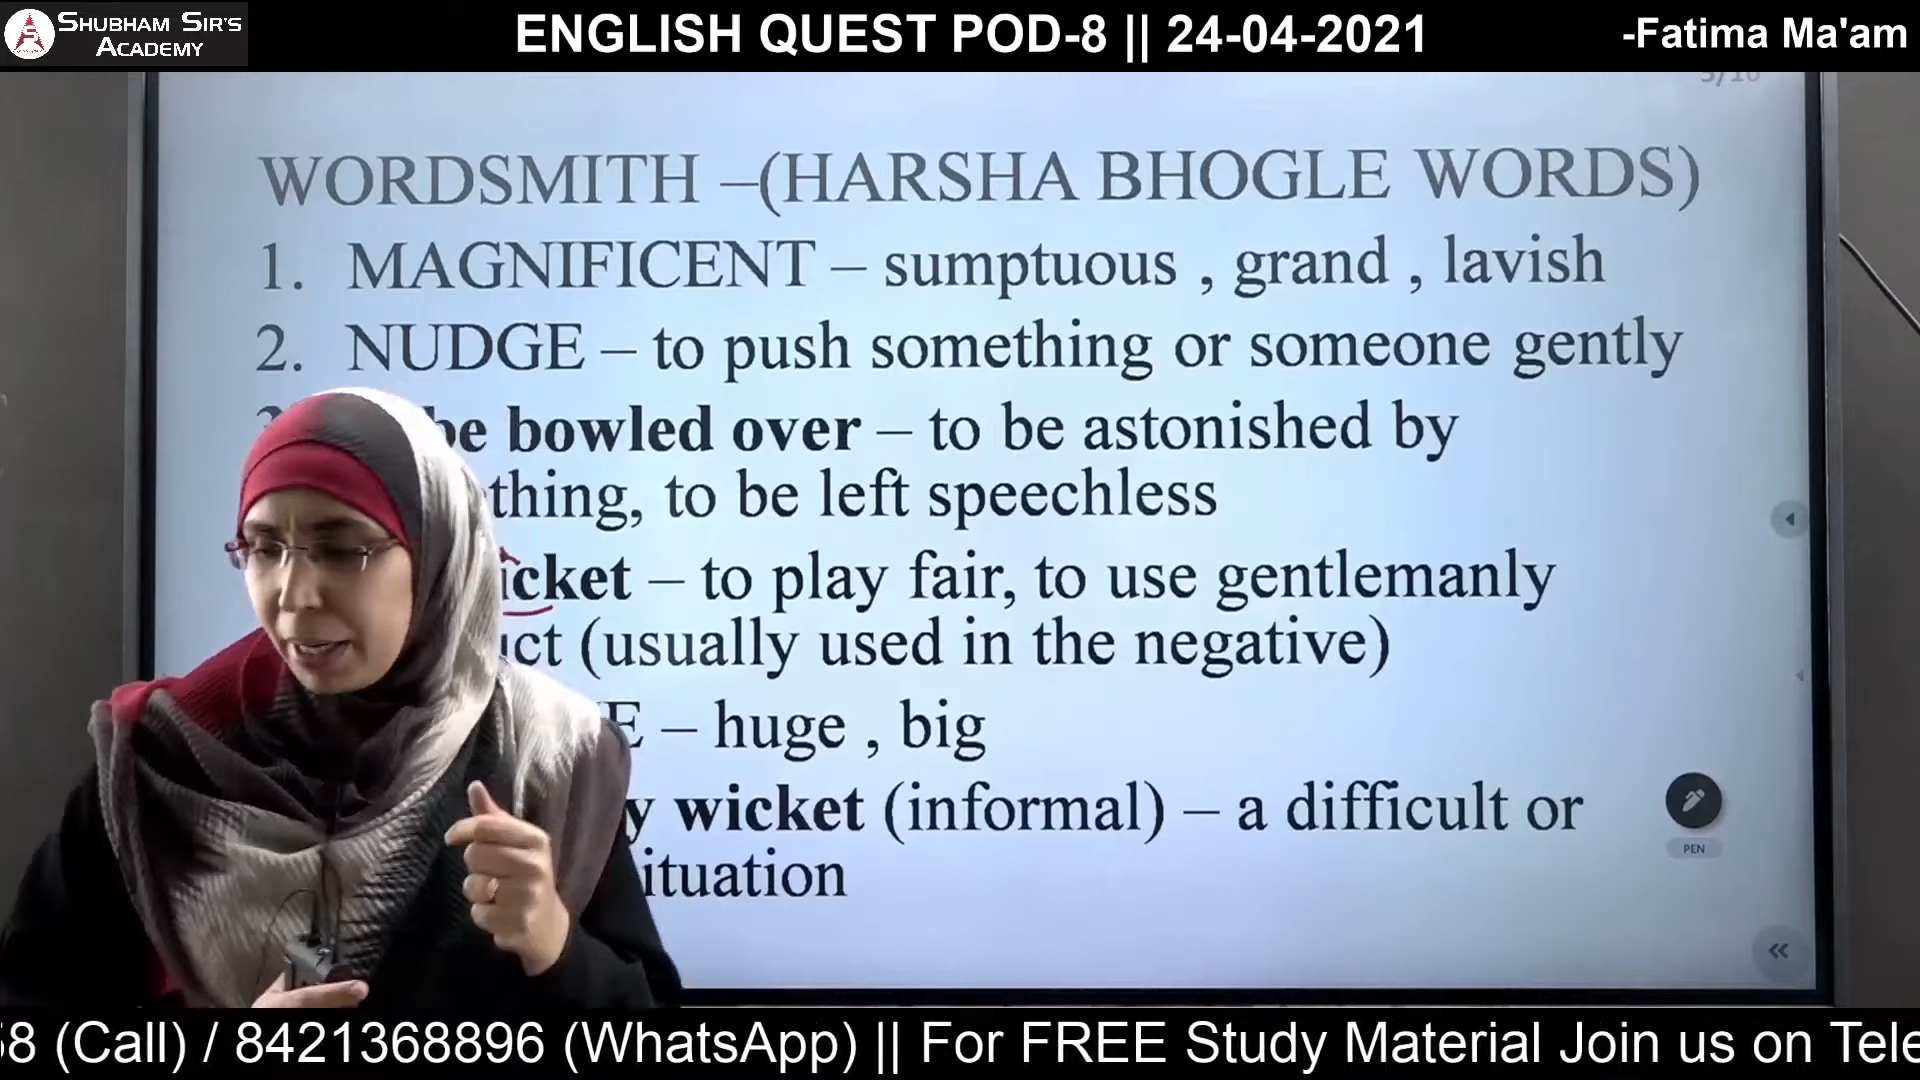 SHUBHAM SIR'S
ACADEMY
ENGLISH QUEST POD-8 || 24-04-2021
-Fatima Ma'am
WORDSMITH –(HARSHA BHOGLE WORDS)
1. MAGNIFICENT – sumptuous , grand , lavish
2. NUDGE – to push something or someone gently
be bowled over – to be astonished by
thing, to be left speechless
icket – to play fair, to use gentlemanly
uct (usually used in the negative)
E – huge , big
y wicket (informal) – a difficult or
ituation
PEN
8 (Call) / 8421368896 (WhatsApp) || For FREE Study Material Join us on Tele